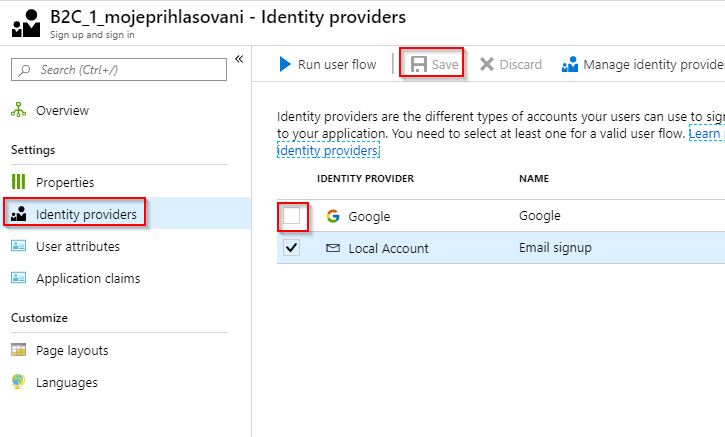 B2C_1_mojeprihlasovani - Identity providers
Sign up and sign in
Search (Ctrl+/)
«
Overview
Settings
Properties
Identity providers
User attributes
Application claims
Customize
Page layouts
Languages
Run user flow
Save
Discard
Manage identity provide
Identity providers are the different types of accounts your users can use to sig
to your application. You need to select at least one for a valid user flow. Learn
identity providers.
IDENTITY PROVIDER NAME
Google Google
Local Account Email signup